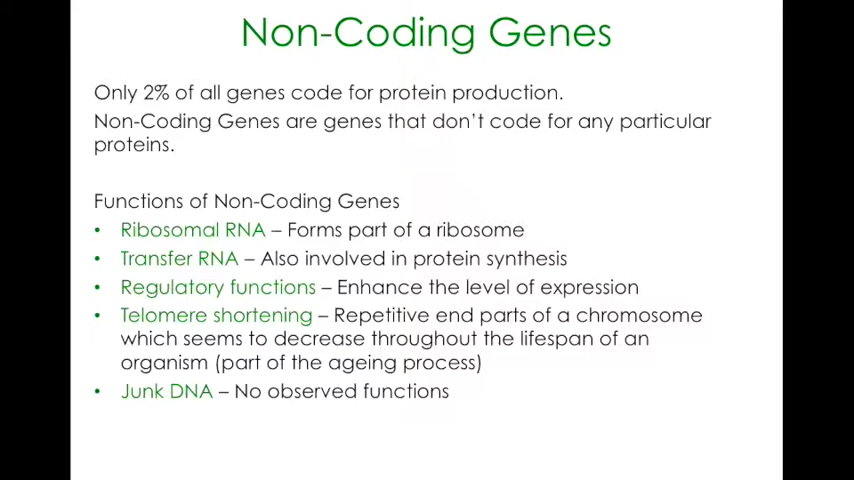 Non-Coding Genes
Only 2% of all genes code for protein production.
Non-Coding Genes are genes that don't code for any particular
proteins.
Functions of Non-Coding Genes
• Ribosomal RNA – Forms part of a ribosome
• Transfer RNA – Also involved in protein synthesis
• Regulatory functions – Enhance the level of expression
• Telomere shortening – Repetitive end parts of a chromosome
which seems to decrease throughout the lifespan of an
organism (part of the ageing process)
• Junk DNA – No observed functions